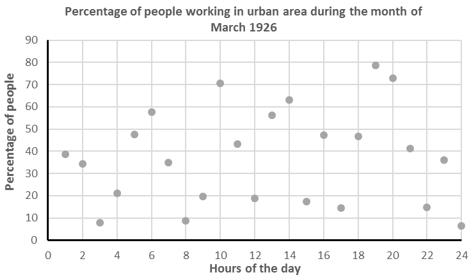 Percentage of people working in urban area during the month of
March 1926
90
80
70
60
50
40
30
20
10
0
Percentage of people
0 2 4 6 8 10 12 14 16 18 20 22 24
Hours of the day